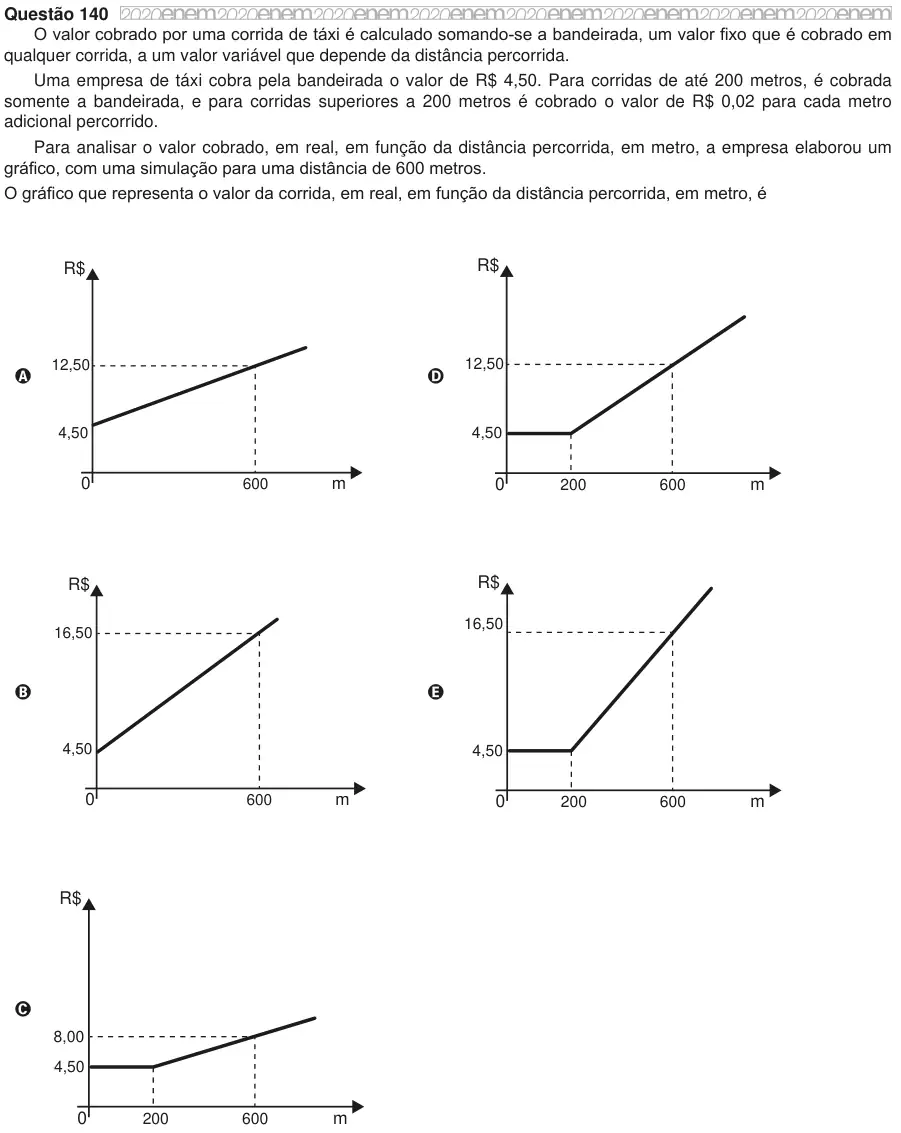 Questão 140 2020enem2020enem2020enem2020enem2020enem2020enem2020enem2020enem
O valor cobrado por uma corrida de táxi é calculado somando-se a bandeirada, um valor fixo que é cobrado em
qualquer corrida, a um valor variável que depende da distância percorrida.
Uma empresa de táxi cobra pela bandeirada o valor de R$ 4,50. Para corridas de até 200 metros, é cobrada
somente a bandeirada, e para corridas superiores a 200 metros é cobrado o valor de R$ 0,02 para cada metro
adicional percorrido.
Para analisar o valor cobrado, em real, em função da distância percorrida, em metro, a empresa elaborou um
gráfico, com uma simulação para uma distância de 600 metros.
O gráfico que representa o valor da corrida, em real, em função da distância percorrida, em metro, é
A
R$
12,50
4,50
0
600
m
B
R$
16,50
4,50
0
600
m
C
R$
8,00
4,50
0
200
600
m
D
R$
12,50
4,50
0
200
600
m
E
R$
16,50
4,50
0
200
600
m